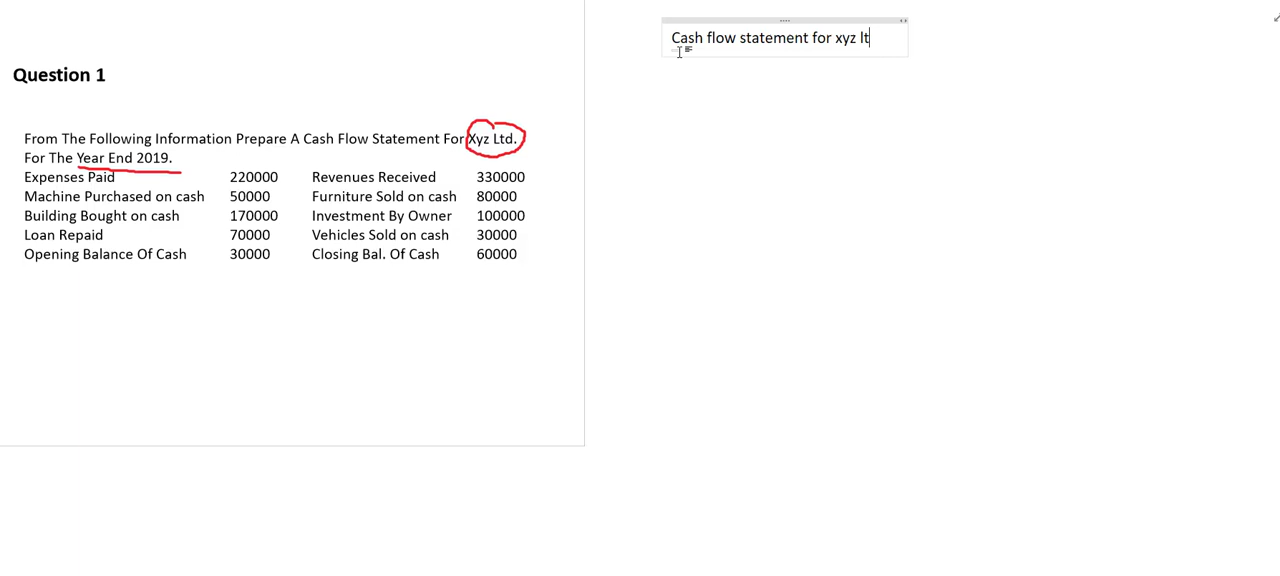 Cash flow statement for xyz lt
Question 1
From The Following Information Prepare A Cash Flow Statement For Xyz Ltd.
For The Year End 2019.
Expenses Paid 220000 Revenues Received 330000
Machine Purchased on cash 50000 Furniture Sold on cash 80000
Building Bought on cash 170000 Investment By Owner 100000
Loan Repaid 70000 Vehicles Sold on cash 30000
Opening Balance Of Cash 30000 Closing Bal. Of Cash 60000